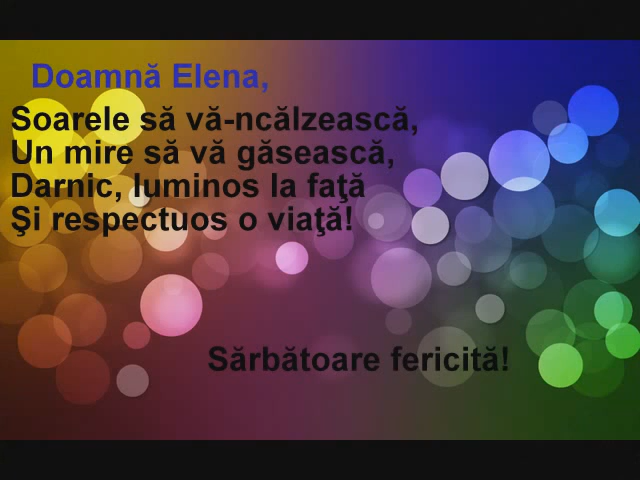 Doamnă Elena,
Soarele să vă-ncălzească,
Un mire să vă găsească,
Darnic, luminos la faţă
Şi respectuos o viaţă!
Sărbătoare fericită!